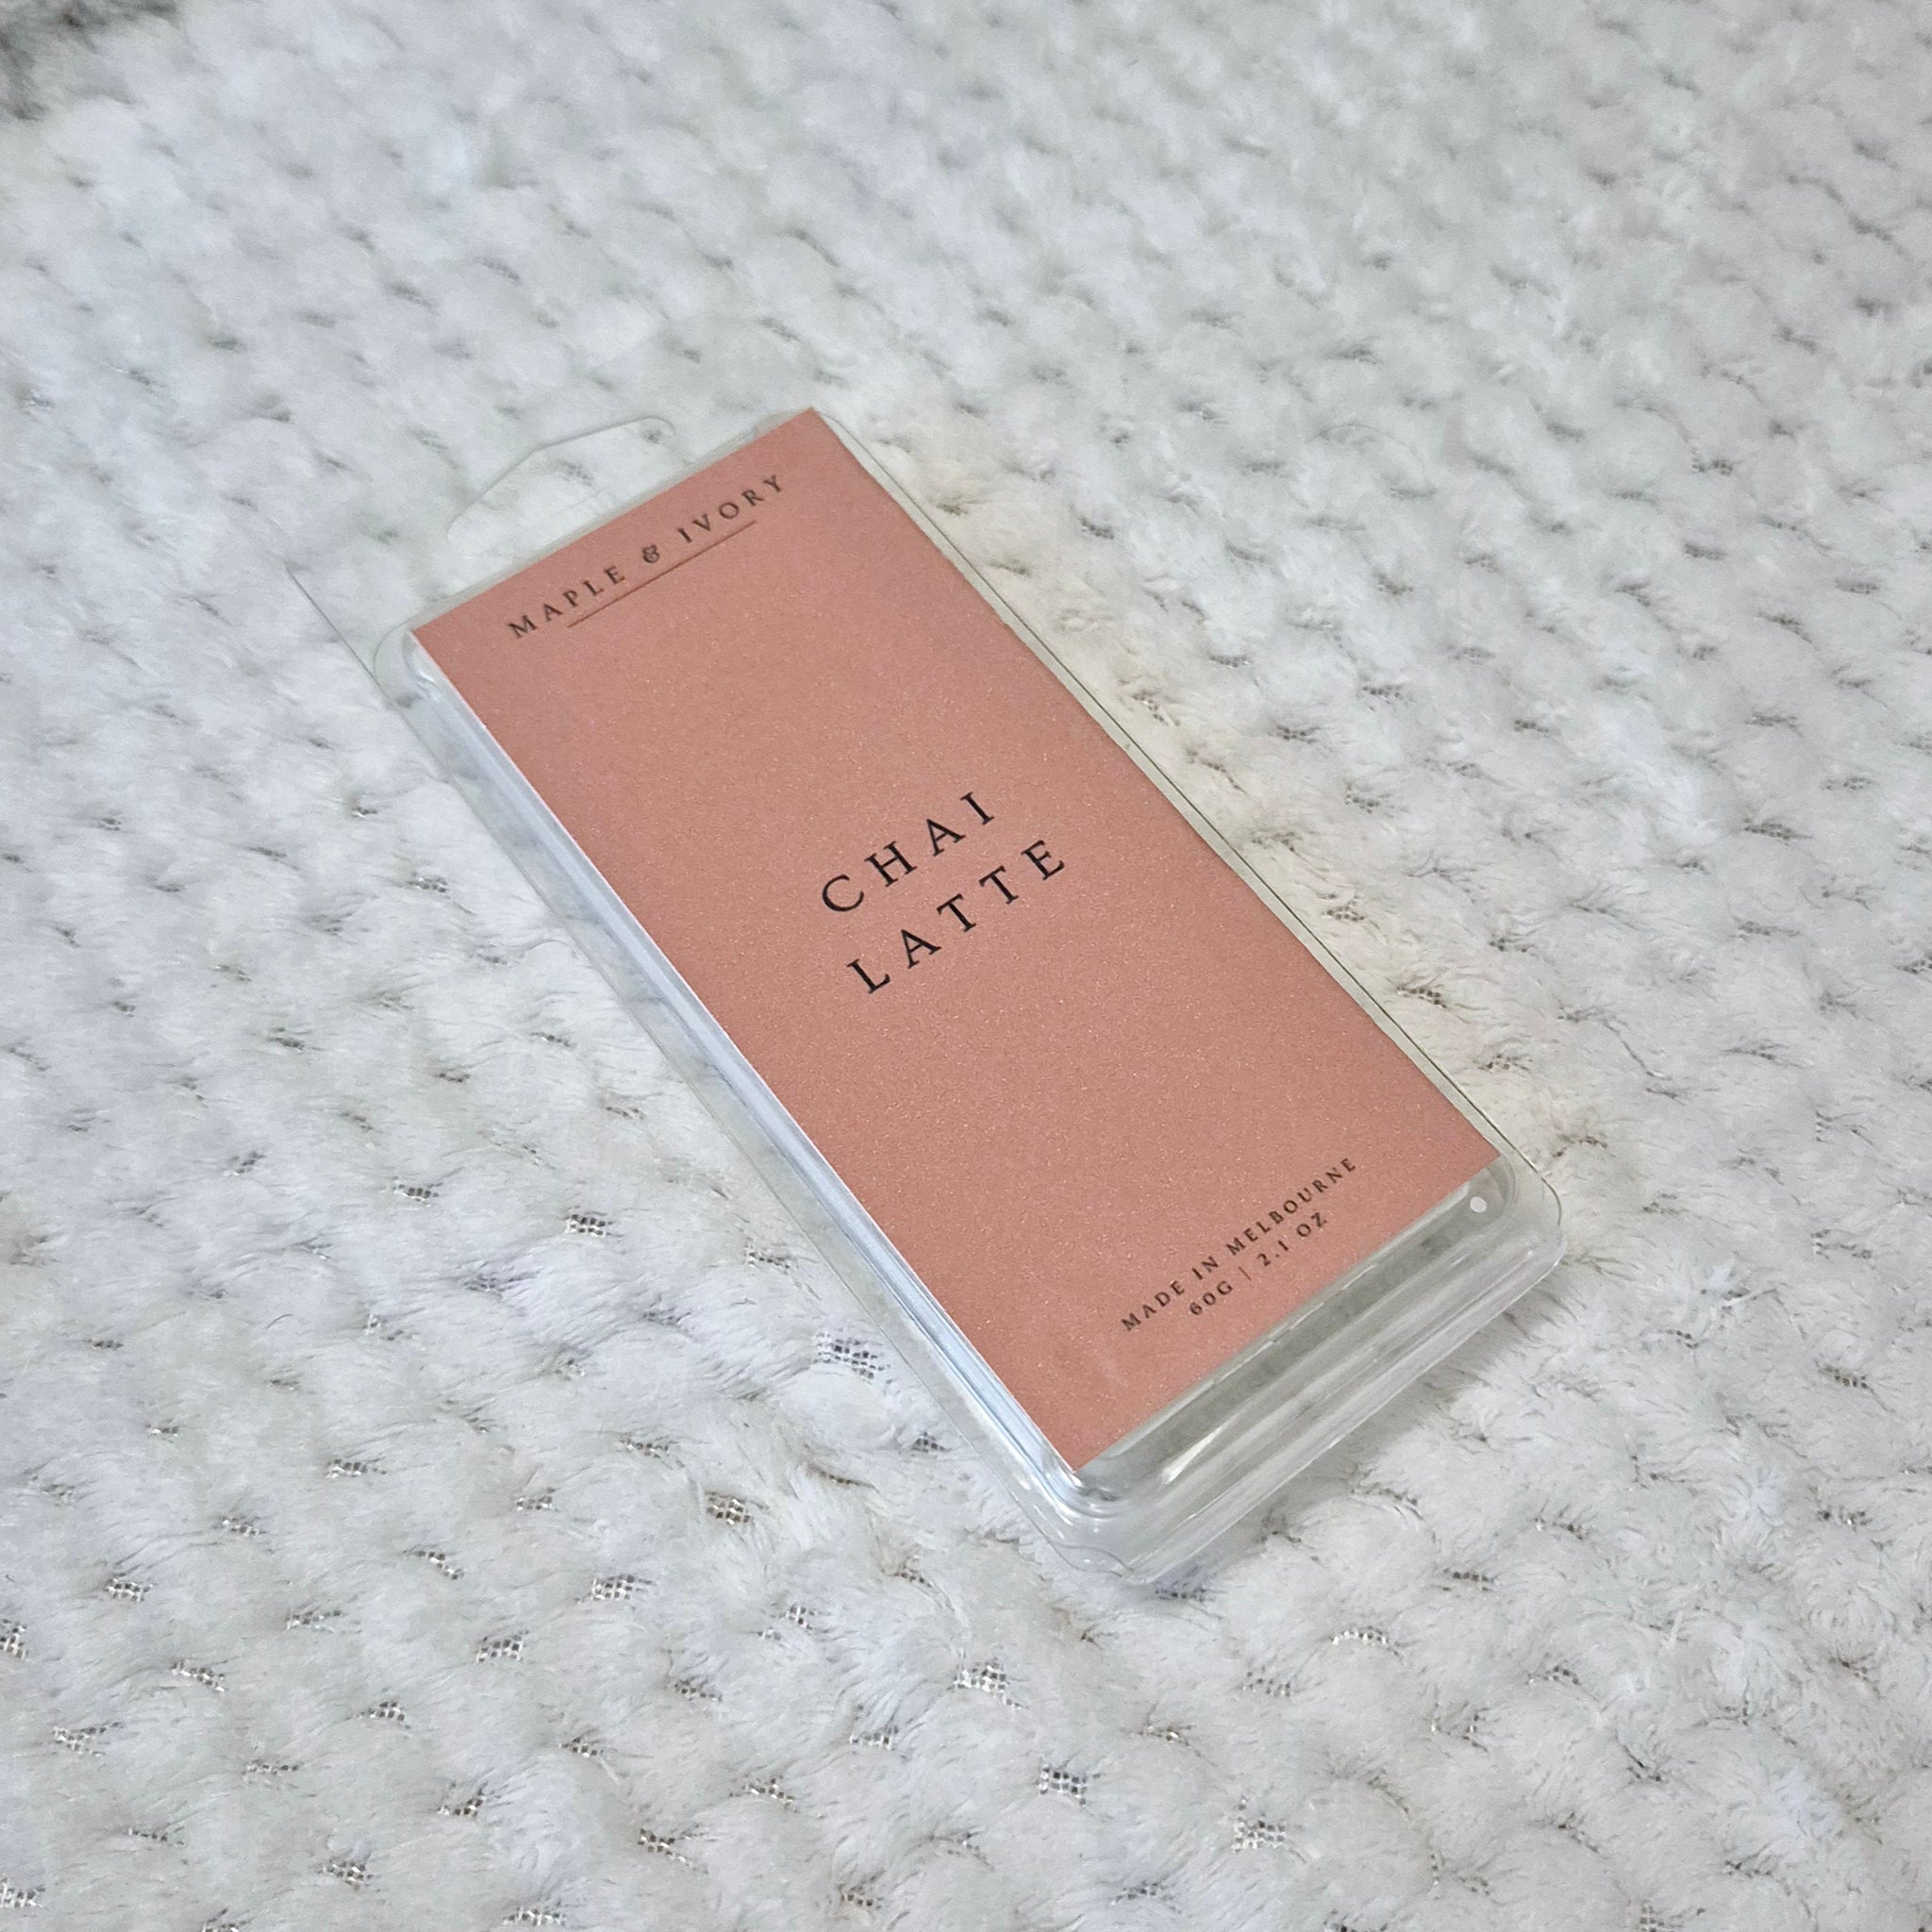 MAPLE & IVORY
CHAI
LATTE
MADE IN MELBOURNE
60G | 2.1 OZ